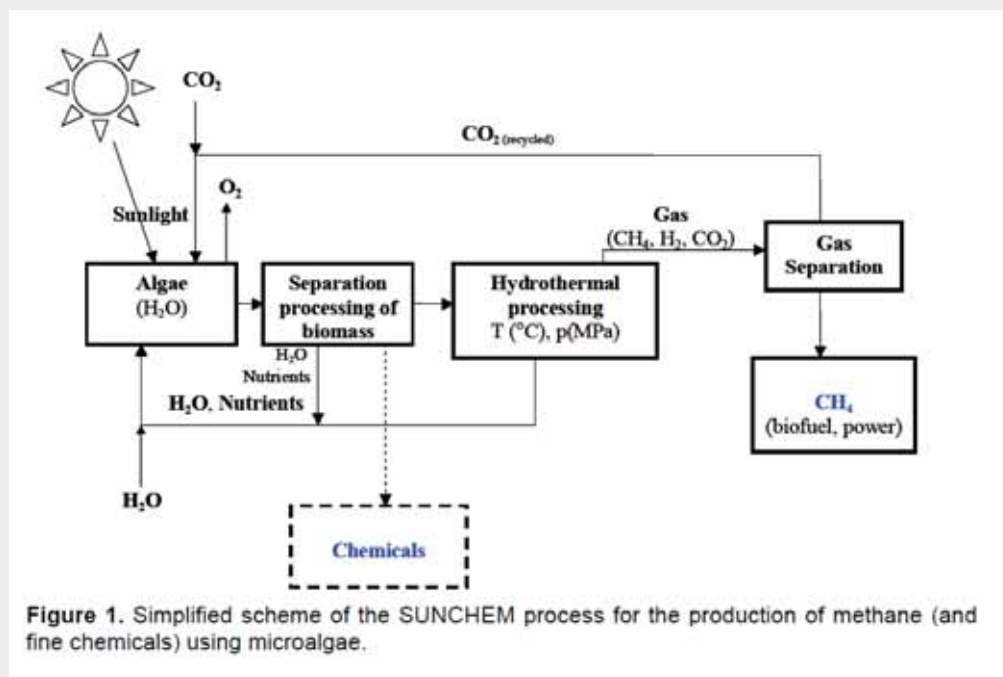 CO₂
CO₂ (recycled)
O₂
Sunlight
Gas
(CH₄, H₂, CO₂)
Gas
Separation
Algae
(H₂O)
Separation
processing of
biomass
Hydrothermal
processing
T (°C), p(MPa)
H₂O
Nutrients
H₂O, Nutrients
CH₄
(biofuel, power)
H₂O
Chemicals
Figure 1. Simplified scheme of the SUNCHEM process for the production of methane (and
fine chemicals) using microalgae.